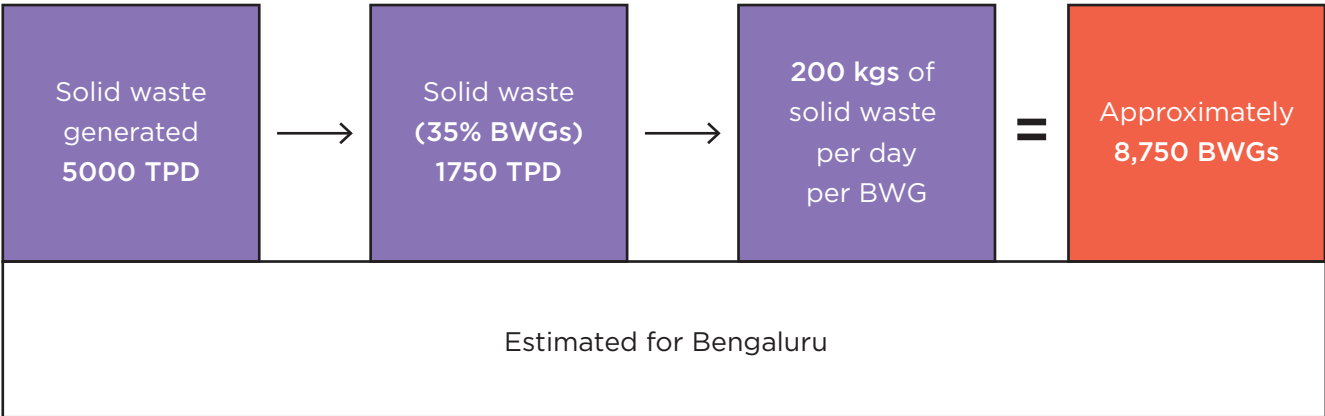 Solid waste
generated
5000 TPD
Solid waste
(35% BWGs)
1750 TPD
200 kgs of
solid waste
per day
per BWG
=
Approximately
8,750 BWGs
Estimated for Bengaluru